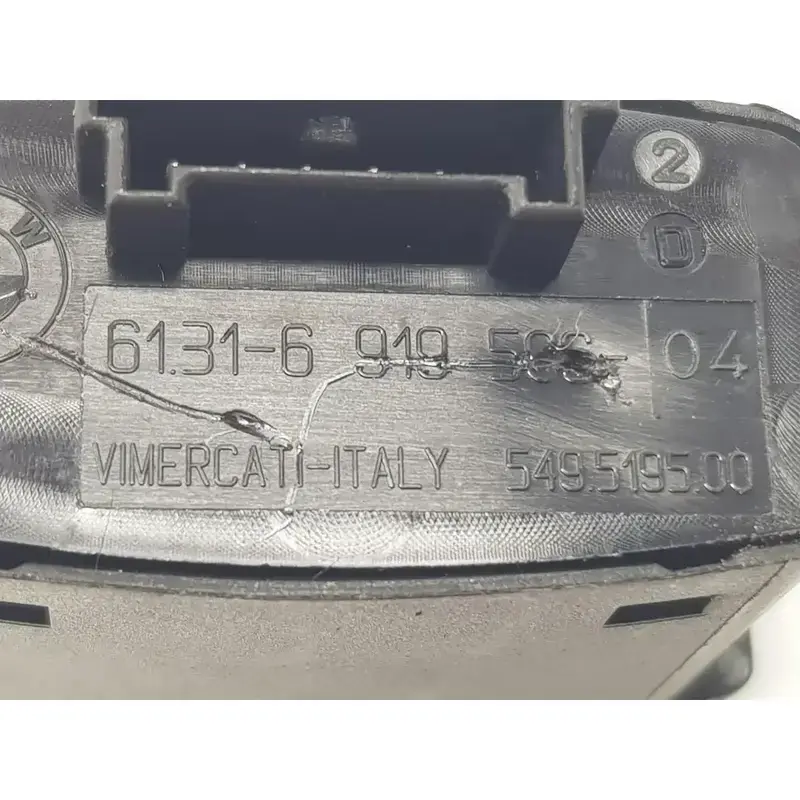 2
W
D
61.31-6 919 04
VIMERCATI-ITALY 549.5195.00